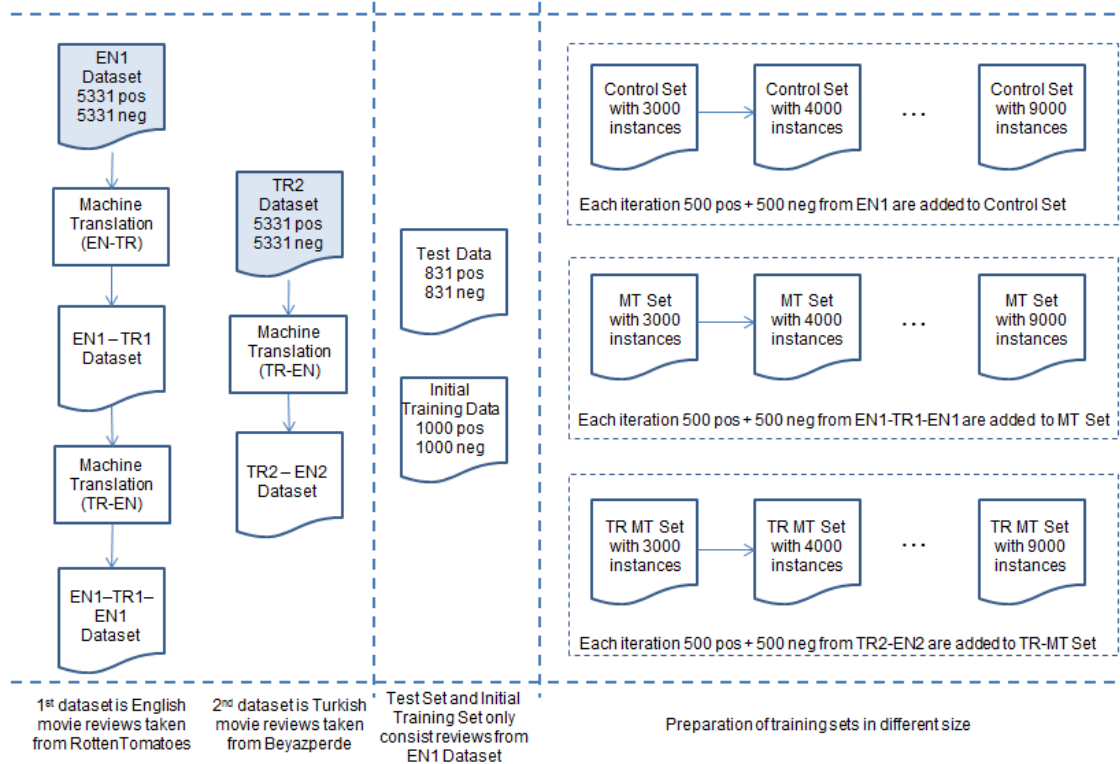 EN1
Dataset
5331 pos
5331 neg
Machine
Translation
(EN-TR)
EN1 – TR1
Dataset
Machine
Translation
(TR-EN)
EN1–TR1–
EN1
Dataset
TR2
Dataset
5331 pos
5331 neg
Machine
Translation
(TR-EN)
TR2 – EN2
Dataset
Test Data
831 pos
831 neg
Initial
Training Data
1000 pos
1000 neg
Control Set
with 3000
instances
Control Set
with 4000
instances
...
Control Set
with 9000
instances
Each iteration 500 pos + 500 neg from EN1 are added to Control Set
MT Set
with 3000
instances
MT Set
with 4000
instances
...
MT Set
with 9000
instances
Each iteration 500 pos + 500 neg from EN1-TR1-EN1 are added to MT Set
TR MT Set
with 3000
instances
TR MT Set
with 4000
instances
...
TR MT Set
with 9000
instances
Each iteration 500 pos + 500 neg from TR2-EN2 are added to TR-MT Set
1st dataset is English
movie reviews taken
from RottenTomatoes
2nd dataset is Turkish
movie reviews taken
from Beyazperde
Test Set and Initial
Training Set only
consist reviews from
EN1 Dataset
Preparation of training sets in different size